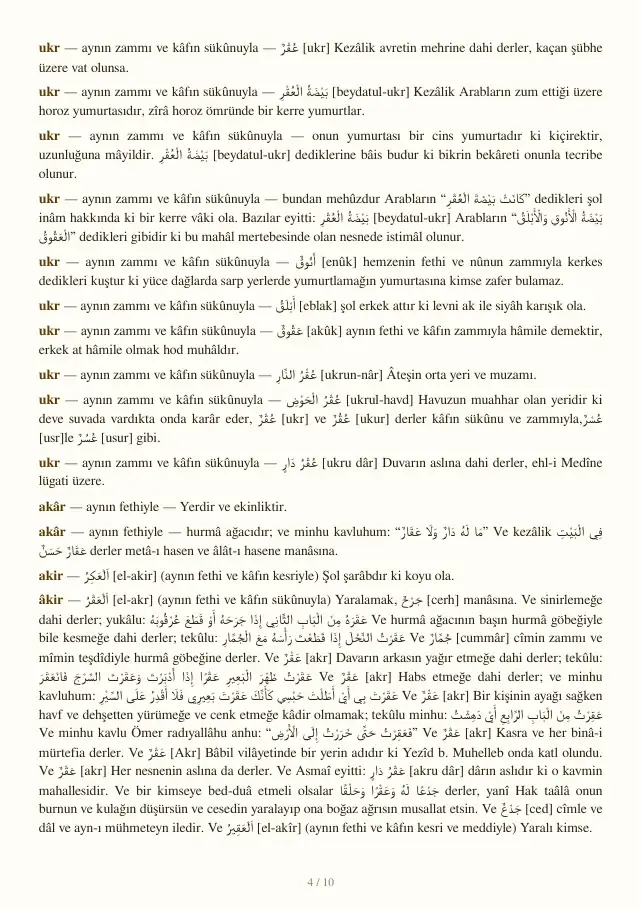 ukr — aynın zammı ve kâfın sükûnuyla — عُقْرٌ [ukr] Kezâlik avretin mehrine dahi derler, kaçan şübhe
üzere vat olunsa.
ukr — aynın zammı ve kâfın sükûnuyla — بَيْضَةُ الْعُقْرِ [beydatul-ukr] Kezâlik Arabların zum ettiği üzere
horoz yumurtasıdır, zîrâ horoz ömründe bir kerre yumurtlar.
ukr — aynın zammı ve kâfın sükûnuyla — onun yumurtası bir cins yumurtadır ki kiçirektir,
uzunluğuna mâyildir. بَيْضَةُ الْعُقْرِ [beydatul-ukr] dediklerine bâis budur ki bikrin bekâreti onunla tecribe
olunur.
ukr — aynın zammı ve kâfın sükûnuyla — bundan mehûzdur Arabların “كَانَتْ بَيْضَةَ الْعُقْرِ” dedikleri şol
inâm hakkında ki bir kerre vâki ola. Bazılar eyitti: بَيْضَةُ الْعُقْرِ [beydatul-ukr] Arabların “بَيْضَةُ الْأَنُوقِ وَالْأَبْلَقُ
الْعَقُوقُ” dedikleri gibidir ki bu mahâl mertebesinde olan nesnede istimâl olunur.
ukr — aynın zammı ve kâfın sükûnuyla — أَنُوقٌ [enûk] hemzenin fethi ve nûnun zammıyla kerkes
dedikleri kuştur ki yüce dağlarda sarp yerlerde yumurtlamağın yumurtasına kimse zafer bulamaz.
ukr — aynın zammı ve kâfın sükûnuyla — أَبْلَقُ [eblak] şol erkek attır ki levni ak ile siyâh karışık ola.
ukr — aynın zammı ve kâfın sükûnuyla — عَقُوقٌ [akûk] aynın fethi ve kâfın zammıyla hâmile demektir,
erkek at hâmile olmak hod muhâldır.
ukr — aynın zammı ve kâfın sükûnuyla — عُقْرُ النَّارِ [ukrun-nâr] Âteşin orta yeri ve muzamı.
ukr — aynın zammı ve kâfın sükûnuyla — عُقْرُ الْحَوْضِ [ukrul-havd] Havuzun muahhar olan yeridir ki
deve suvada vardıkta onda karâr eder, عُقْرٌ [ukr] ve عُقُرٌ [ukur] derler kâfın sükûnu ve zammıyla,عُسْرٌ
[usr]le عُسُرٌ [usur] gibi.
ukr — aynın zammı ve kâfın sükûnuyla — عُقْرُ دَارٍ [ukru dâr] Duvarın aslına dahi derler, ehl-i Medîne
lügati üzere.
akâr — aynın fethiyle — Yerdir ve ekinliktir.
akâr — aynın fethiyle — hurmâ ağacıdır; ve minhu kavluhum: “مَا لَهُ دَارٌ وَلَا عَقَارٌ” Ve kezâlik فِي الْبَيْتِ
عَقَارٌ حَسَنٌ derler metâ-ı hasen ve âlât-ı hasene manâsına.
akir — اَلْعَكِرُ [el-akir] (aynın fethi ve kâfın kesriyle) Şol şarâbdır ki koyu ola.
âkir — اَلْعَقْرُ [el-akr] (aynın fethi ve kâfın sükûnuyla) Yaralamak, جَرْحٌ [cerh] manâsına. Ve sinirlemeğe
dahi derler; yukâlu: عَقَرَهُ مِنَ الْبَابِ الثَّانِي إِذَا جَرَحَهُ أَوْ قَطَعَ عُرْقُوبَهُ Ve hurmâ ağacının başın hurmâ göbeğiyle
bile kesmeğe dahi derler; tekûlu: عَقَرْتُ النَّخْلَ إِذَا قَطَعْتَ رَأْسَهُ مَعَ الْجُمَّارِ Ve جُمَّارٌ [cummâr] cîmin zammı ve
mîmin teşdîdiyle hurmâ göbeğine derler. Ve عَقْرٌ [akr] Davarın arkasın yağır etmeğe dahi derler; tekûlu:
عَقَرْتُ ظَهْرَ الْبَعِيرِ عَقْرًا إِذَا أَدْبَرْتَ وَعَقَرْتَ السَّرْجَ فَانْعَقَرَ Ve عَقْرٌ [akr] Habs etmeğe dahi derler; ve minhu
kavluhum: عَقَرْتَ بِي أَيْ أَطَلْتَ حَبْسِي كَأَنَّكَ عَقَرْتَ بَعِيرِي فَلَا أَقْدِرُ عَلَى السَّيْرِ Ve عَقْرٌ [akr] Bir kişinin ayağı sağken
havf ve dehşetten yürümeğe ve cenk etmeğe kâdir olmamak; tekûlu minhu: عَقِرْتُ مِنَ الْبَابِ الرَّابِعِ أَيْ دَهِشْتُ
Ve minhu kavlu Ömer radıyallâhu anhu: “فَعَقِرْتُ حَتَّى خَرَرْتُ إِلَى الْأَرْضِ” Ve عَقْرٌ [akr] Kasra ve her binâ-i
mürtefia derler. Ve عَقْرٌ [Akr] Bâbil vilâyetinde bir yerin adıdır ki Yezîd b. Muhelleb onda katl olundu.
Ve عَقْرٌ [akr] Her nesnenin aslına da derler. Ve Asmaî eyitti: عَقْرُ دَارٍ [akru dâr] dârın aslıdır ki o kavmin
mahallesidir. Ve bir kimseye bed-duâ etmeli olsalar جَدْعًا لَهُ وَعَقْرًا وَحَلْقًا derler, yanî Hak taâlâ onun
burnun ve kulağın düşürsün ve cesedin yaralayıp ona boğaz ağrısın musallat etsin. Ve جَدْعٌ [ced] cîmle ve
dâl ve ayn-ı mühmeteyn iledir. Ve اَلْعَقِيرُ [el-akîr] (aynın fethi ve kâfın kesri ve meddiyle) Yaralı kimse.
4 / 10